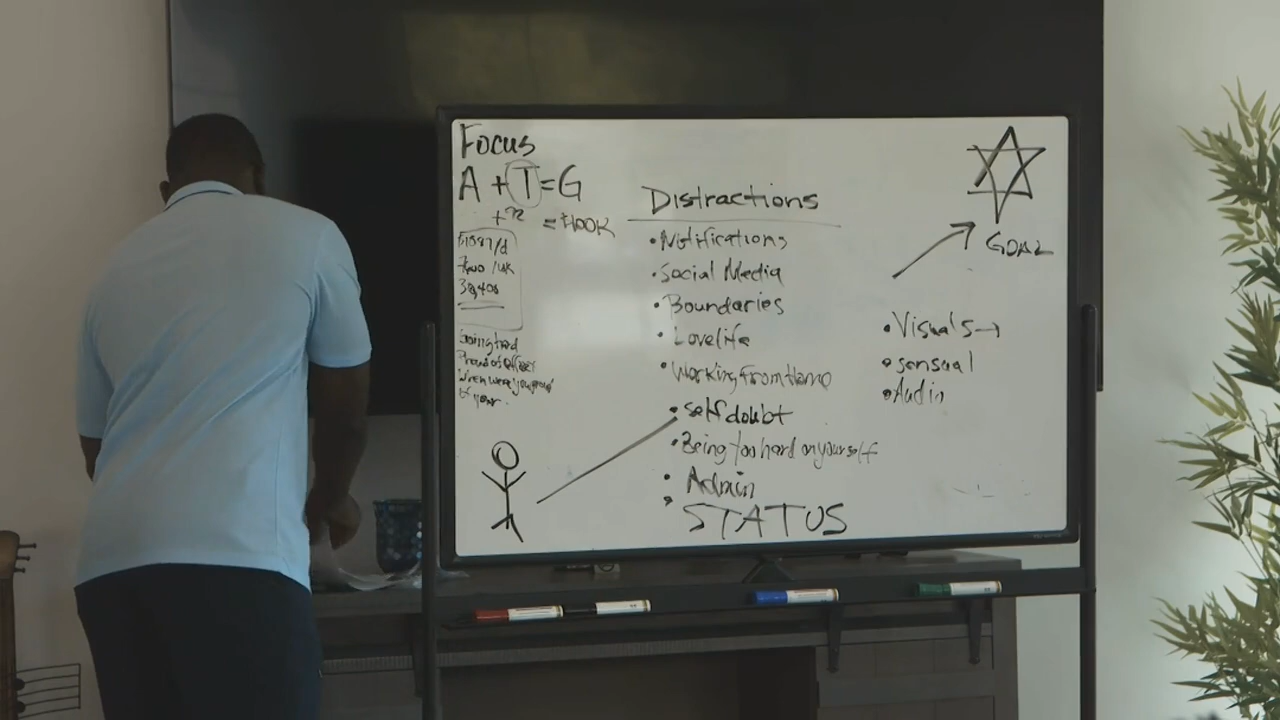 Focus
A + T = G
= $100K
Distractions
• Notifications
• Social Media
• Boundaries
• Lovelife
• Working From Home
• self doubt
• Being too hard on yourself
• Admin
• STATUS
GOAL
• Visuals →
• sensual
• Audio